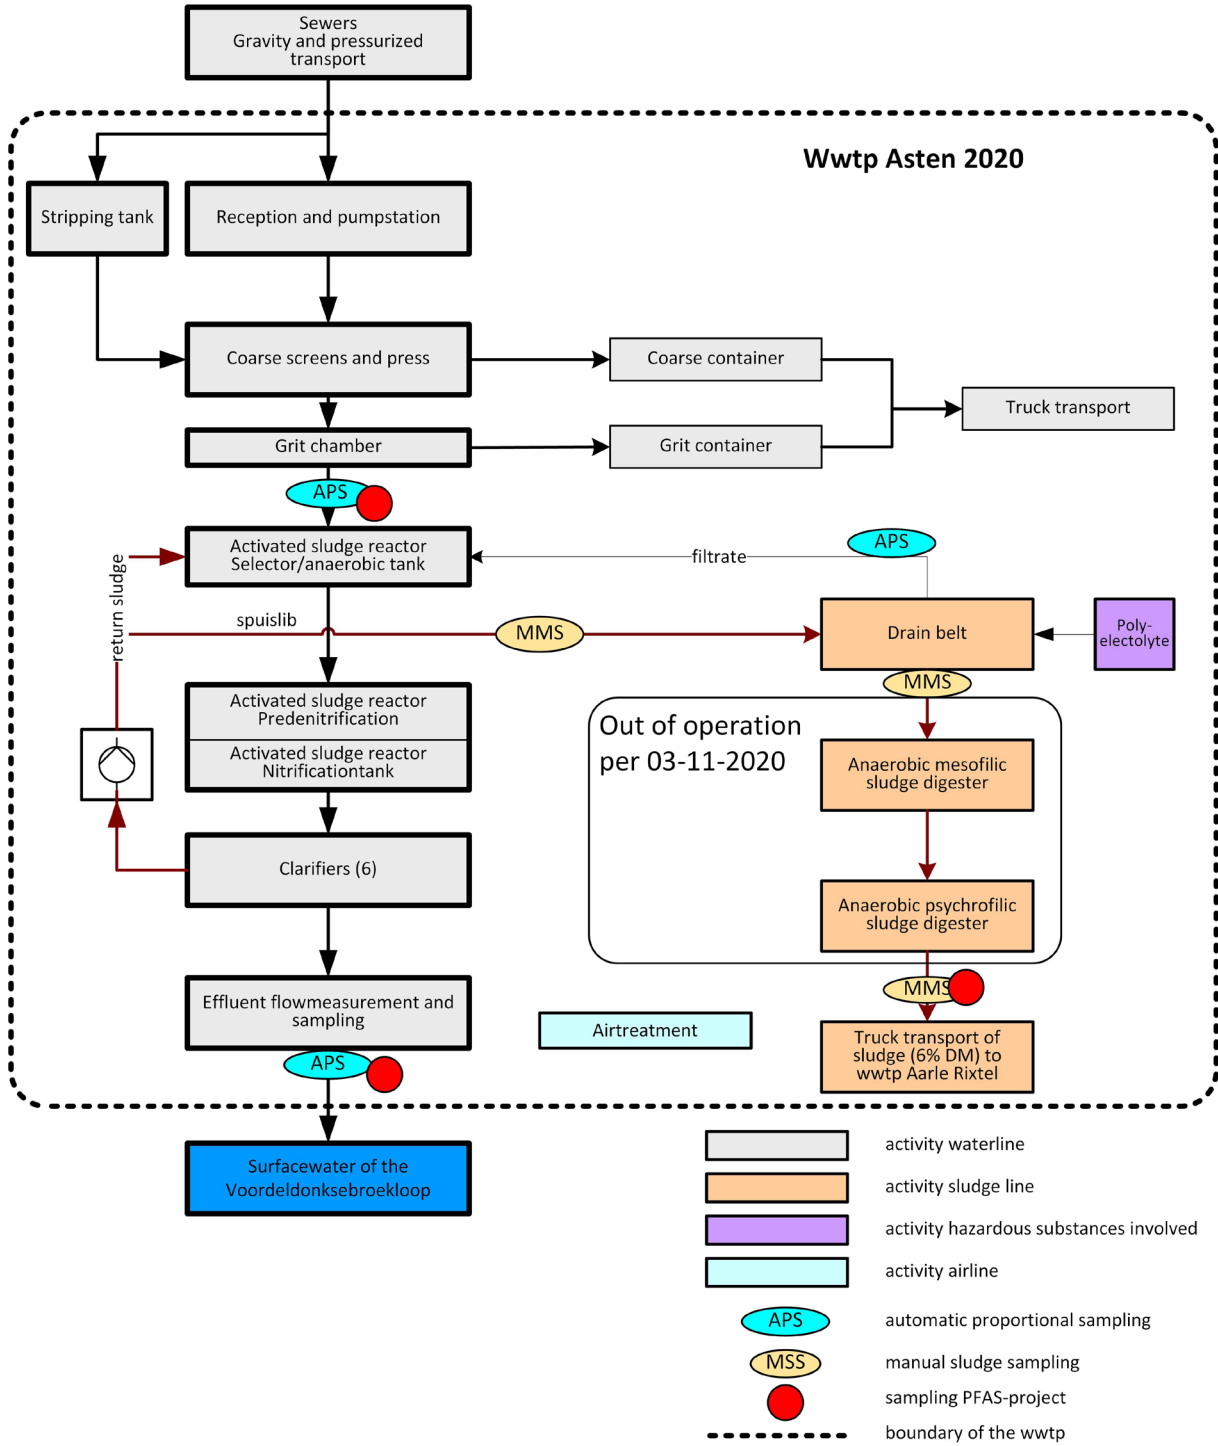 Sewers
Gravity and pressurized
transport
Wwtp Asten 2020
Stripping tank
Reception and pumpstation
Coarse screens and press
Coarse container
Truck transport
Grit chamber
Grit container
APS
Activated sludge reactor
Selector/anaerobic tank
filtrate
APS
return sludge
spuislib
MMS
Drain belt
Poly-
electolyte
MMS
Activated sludge reactor
Predenitrification
Activated sludge reactor
Nitrificationtank
Out of operation
per 03-11-2020
Anaerobic mesofilic
sludge digester
Clarifiers (6)
Anaerobic psychrofilic
sludge digester
MMS
Effluent flowmeasurement and
sampling
Airtreatment
Truck transport of
sludge (6% DM) to
wwtp Aarle Rixtel
APS
Surfacewater of the
Voordeldonksebroekloop
activity waterline
activity sludge line
activity hazardous substances involved
activity airline
APS
automatic proportional sampling
MSS
manual sludge sampling
sampling PFAS-project
boundary of the wwtp